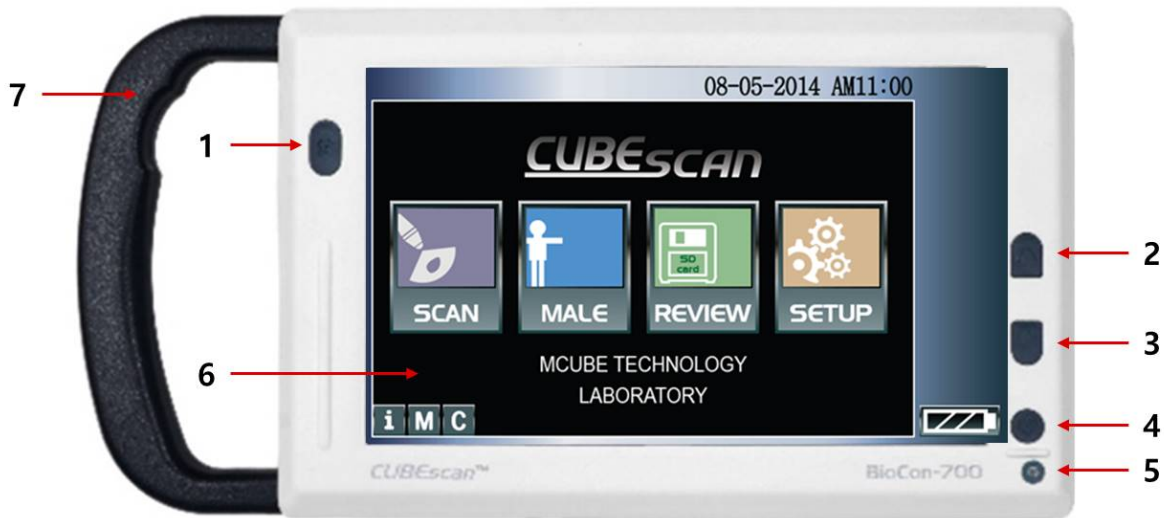 08-05-2014 AM11:00
7
1
CUBEscan
SD
card
2
SCAN MALE REVIEW SETUP
3
6
MCUBE TECHNOLOGY
LABORATORY
i M C
4
CUBEscan™ BioCon-700
5